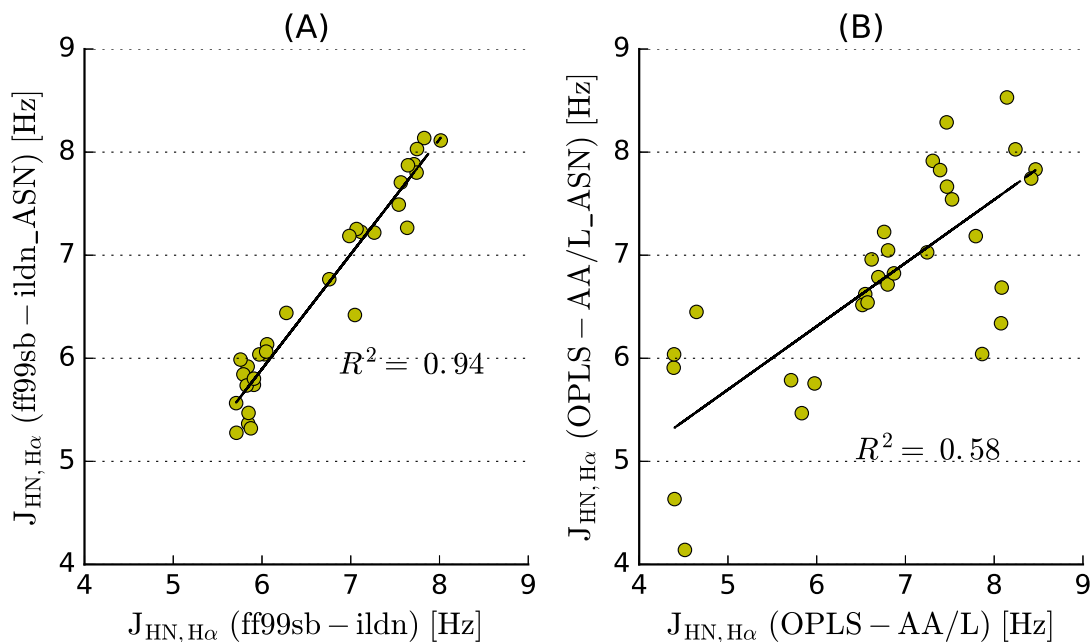 (A)
9
8
7
6
5
4
4 5 6 7 8 9
J_{HN,Hα} (ff99sb−ildn_ASN) [Hz]
R² = 0.94
J_{HN,Hα} (ff99sb−ildn) [Hz]
(B)
9
8
7
6
5
4
4 5 6 7 8 9
J_{HN,Hα} (OPLS−AA/L_ASN) [Hz]
R² = 0.58
J_{HN,Hα} (OPLS−AA/L) [Hz]